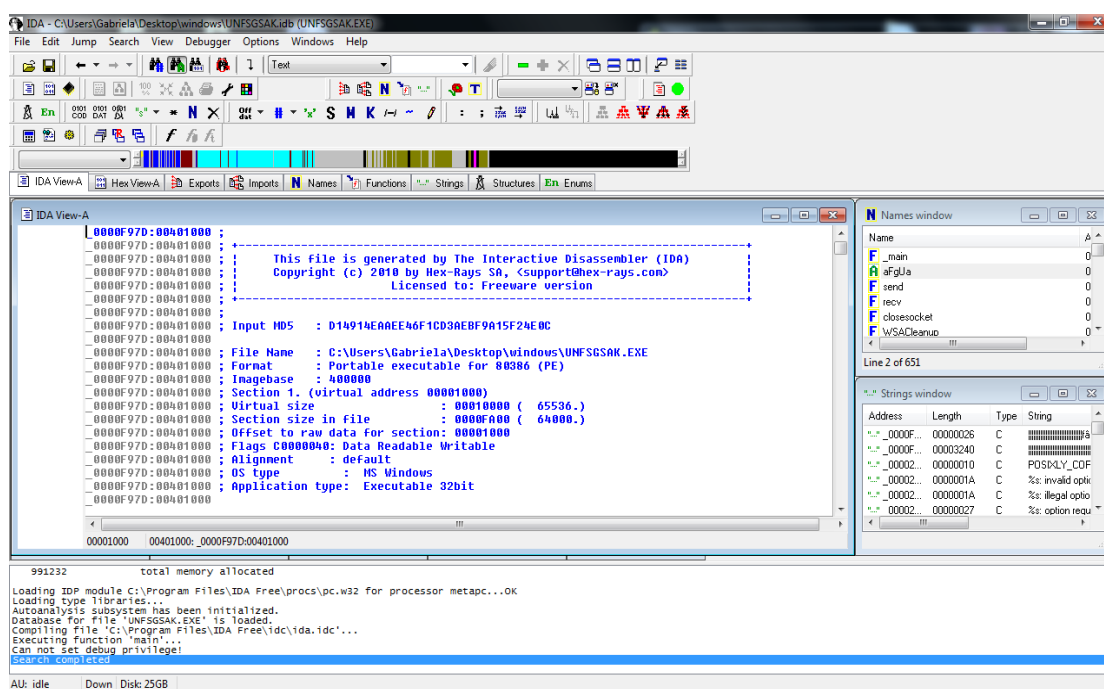 IDA - C:\Users\Gabriela\Desktop\windows\UNFSGSAK.idb (UNFSGSAK.EXE)
File Edit Jump Search View Debugger Options Windows Help
Text
IDA View-A Hex View-A Exports Imports N Names Functions Strings Structures En Enums
IDA View-A
_0000F97D:00401000 ;
_0000F97D:00401000 ; +-------------------------------------------------------------------------+
_0000F97D:00401000 ; ¦ This file is generated by The Interactive Disassembler (IDA) ¦
_0000F97D:00401000 ; ¦ Copyright (c) 2010 by Hex-Rays SA, <support@hex-rays.com> ¦
_0000F97D:00401000 ; ¦ Licensed to: Freeware version ¦
_0000F97D:00401000 ; +-------------------------------------------------------------------------+
_0000F97D:00401000 ;
_0000F97D:00401000 ; Input MD5 : D14914EAAEE46F1CD3AEBF9A15F24E0C
_0000F97D:00401000
_0000F97D:00401000 ; File Name : C:\Users\Gabriela\Desktop\windows\UNFSGSAK.EXE
_0000F97D:00401000 ; Format : Portable executable for 80386 (PE)
_0000F97D:00401000 ; Imagebase : 400000
_0000F97D:00401000 ; Section 1. (virtual address 00001000)
_0000F97D:00401000 ; Virtual size : 00010000 ( 65536.)
_0000F97D:00401000 ; Section size in file : 0000FA00 ( 64000.)
_0000F97D:00401000 ; Offset to raw data for section: 00001000
_0000F97D:00401000 ; Flags C0000040: Data Readable Writable
_0000F97D:00401000 ; Alignment : default
_0000F97D:00401000 ; OS type : MS Windows
_0000F97D:00401000 ; Application type: Executable 32bit
_0000F97D:00401000
00001000 00401000: _0000F97D:00401000
Names window
Name
F _main
A aFgUa
F send
F recv
F closesocket
F WSACleanup
Line 2 of 651
Strings window
Address Length Type String
_0000F... 00000026 C
_0000F... 00003240 C
_00002... 00000010 C POSIXLY_COF
_00002... 0000001A C %s: invalid optic
_00002... 0000001A C %s: illegal optio
_00002... 00000027 C %s: option requ
991232 total memory allocated
Loading IDP module C:\Program Files\IDA Free\procs\pc.w32 for processor metapc...OK
Loading type libraries...
Autoanalysis subsystem has been initialized.
Database for file 'UNFSGSAK.EXE' is loaded.
Compiling file 'C:\Program Files\IDA Free\idc\ida.idc'...
Executing function 'main'...
Can not set debug privilege!
Search completed
AU: idle Down Disk: 25GB